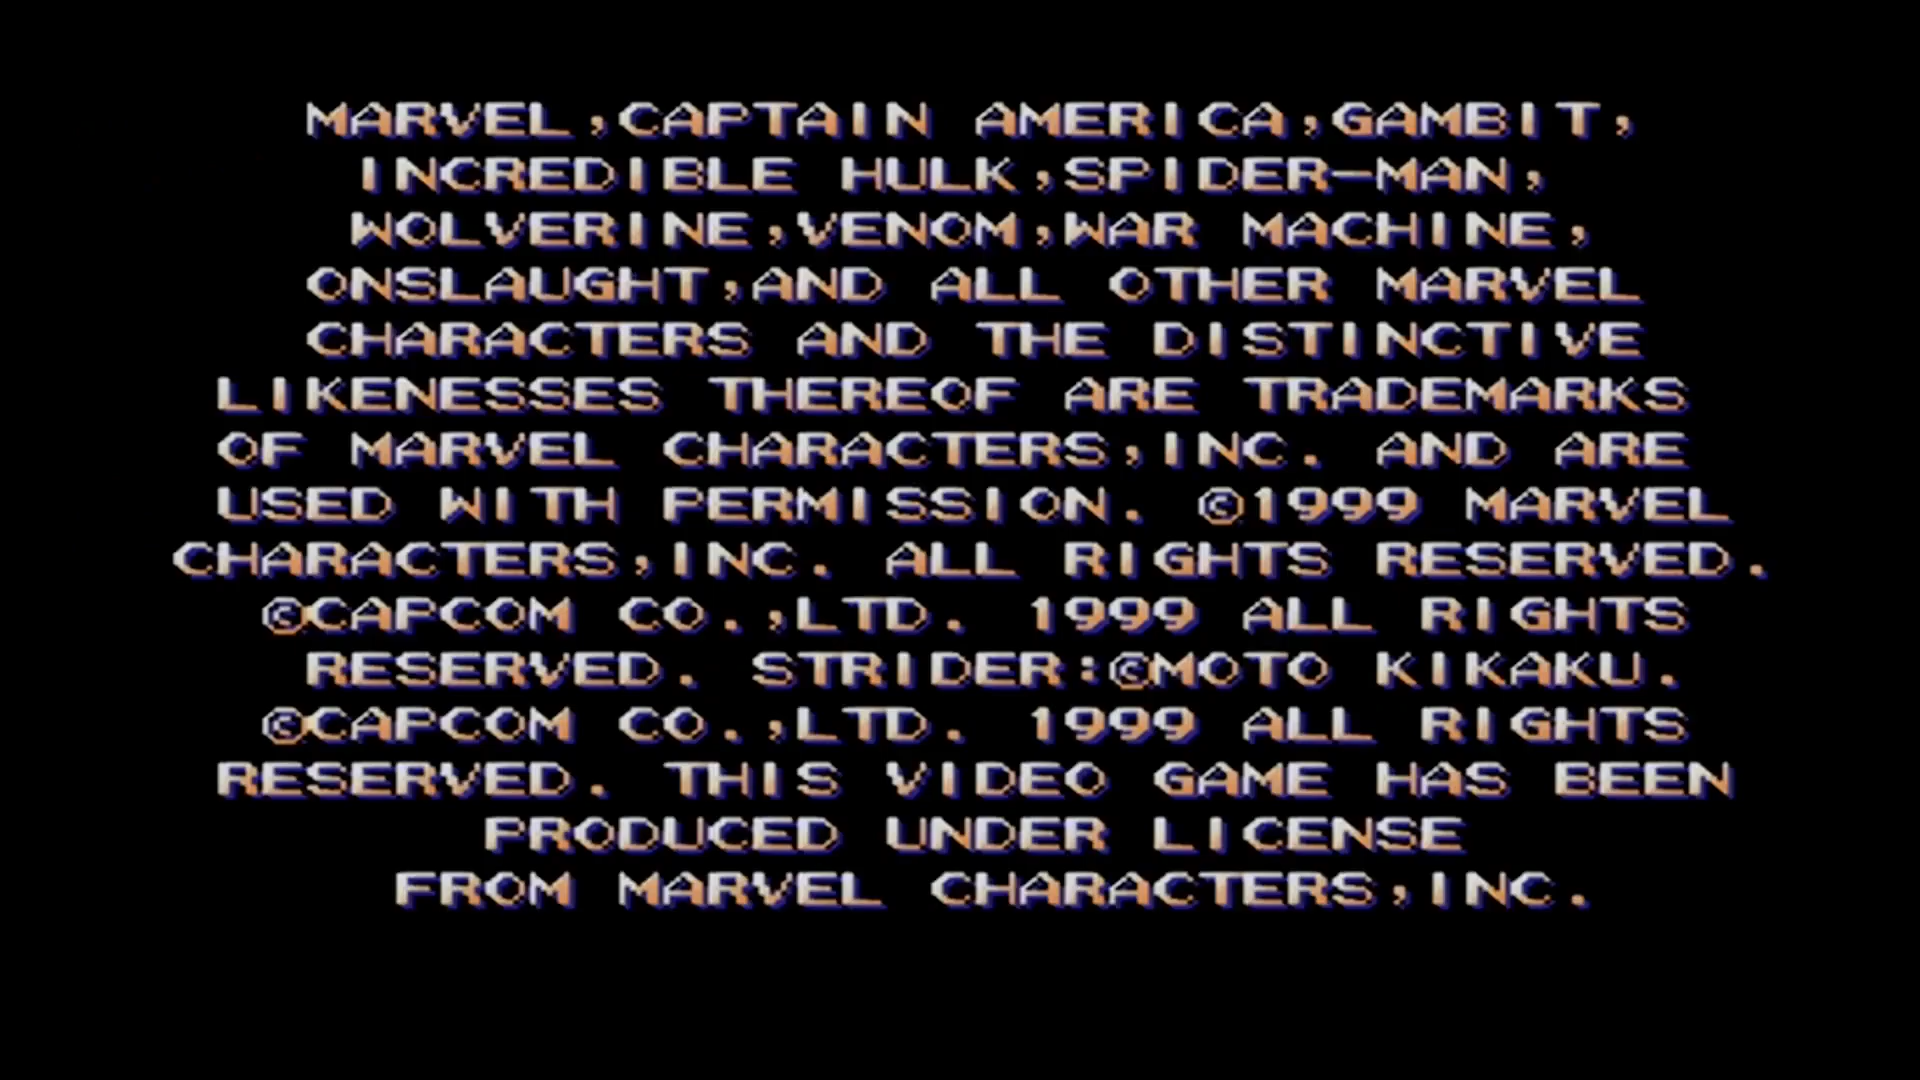 MARVEL,CAPTAIN AMERICA,GAMBIT,
INCREDIBLE HULK,SPIDER-MAN,
WOLVERINE,VENOM,WAR MACHINE,
ONSLAUGHT,AND ALL OTHER MARVEL
CHARACTERS AND THE DISTINCTIVE
LIKENESSES THEREOF ARE TRADEMARKS
OF MARVEL CHARACTERS,INC. AND ARE
USED WITH PERMISSION. ©1999 MARVEL
CHARACTERS,INC. ALL RIGHTS RESERVED.
©CAPCOM CO.,LTD. 1999 ALL RIGHTS
RESERVED. STRIDER:©MOTO KIKAKU.
©CAPCOM CO.,LTD. 1999 ALL RIGHTS
RESERVED. THIS VIDEO GAME HAS BEEN
PRODUCED UNDER LICENSE
FROM MARVEL CHARACTERS,INC.